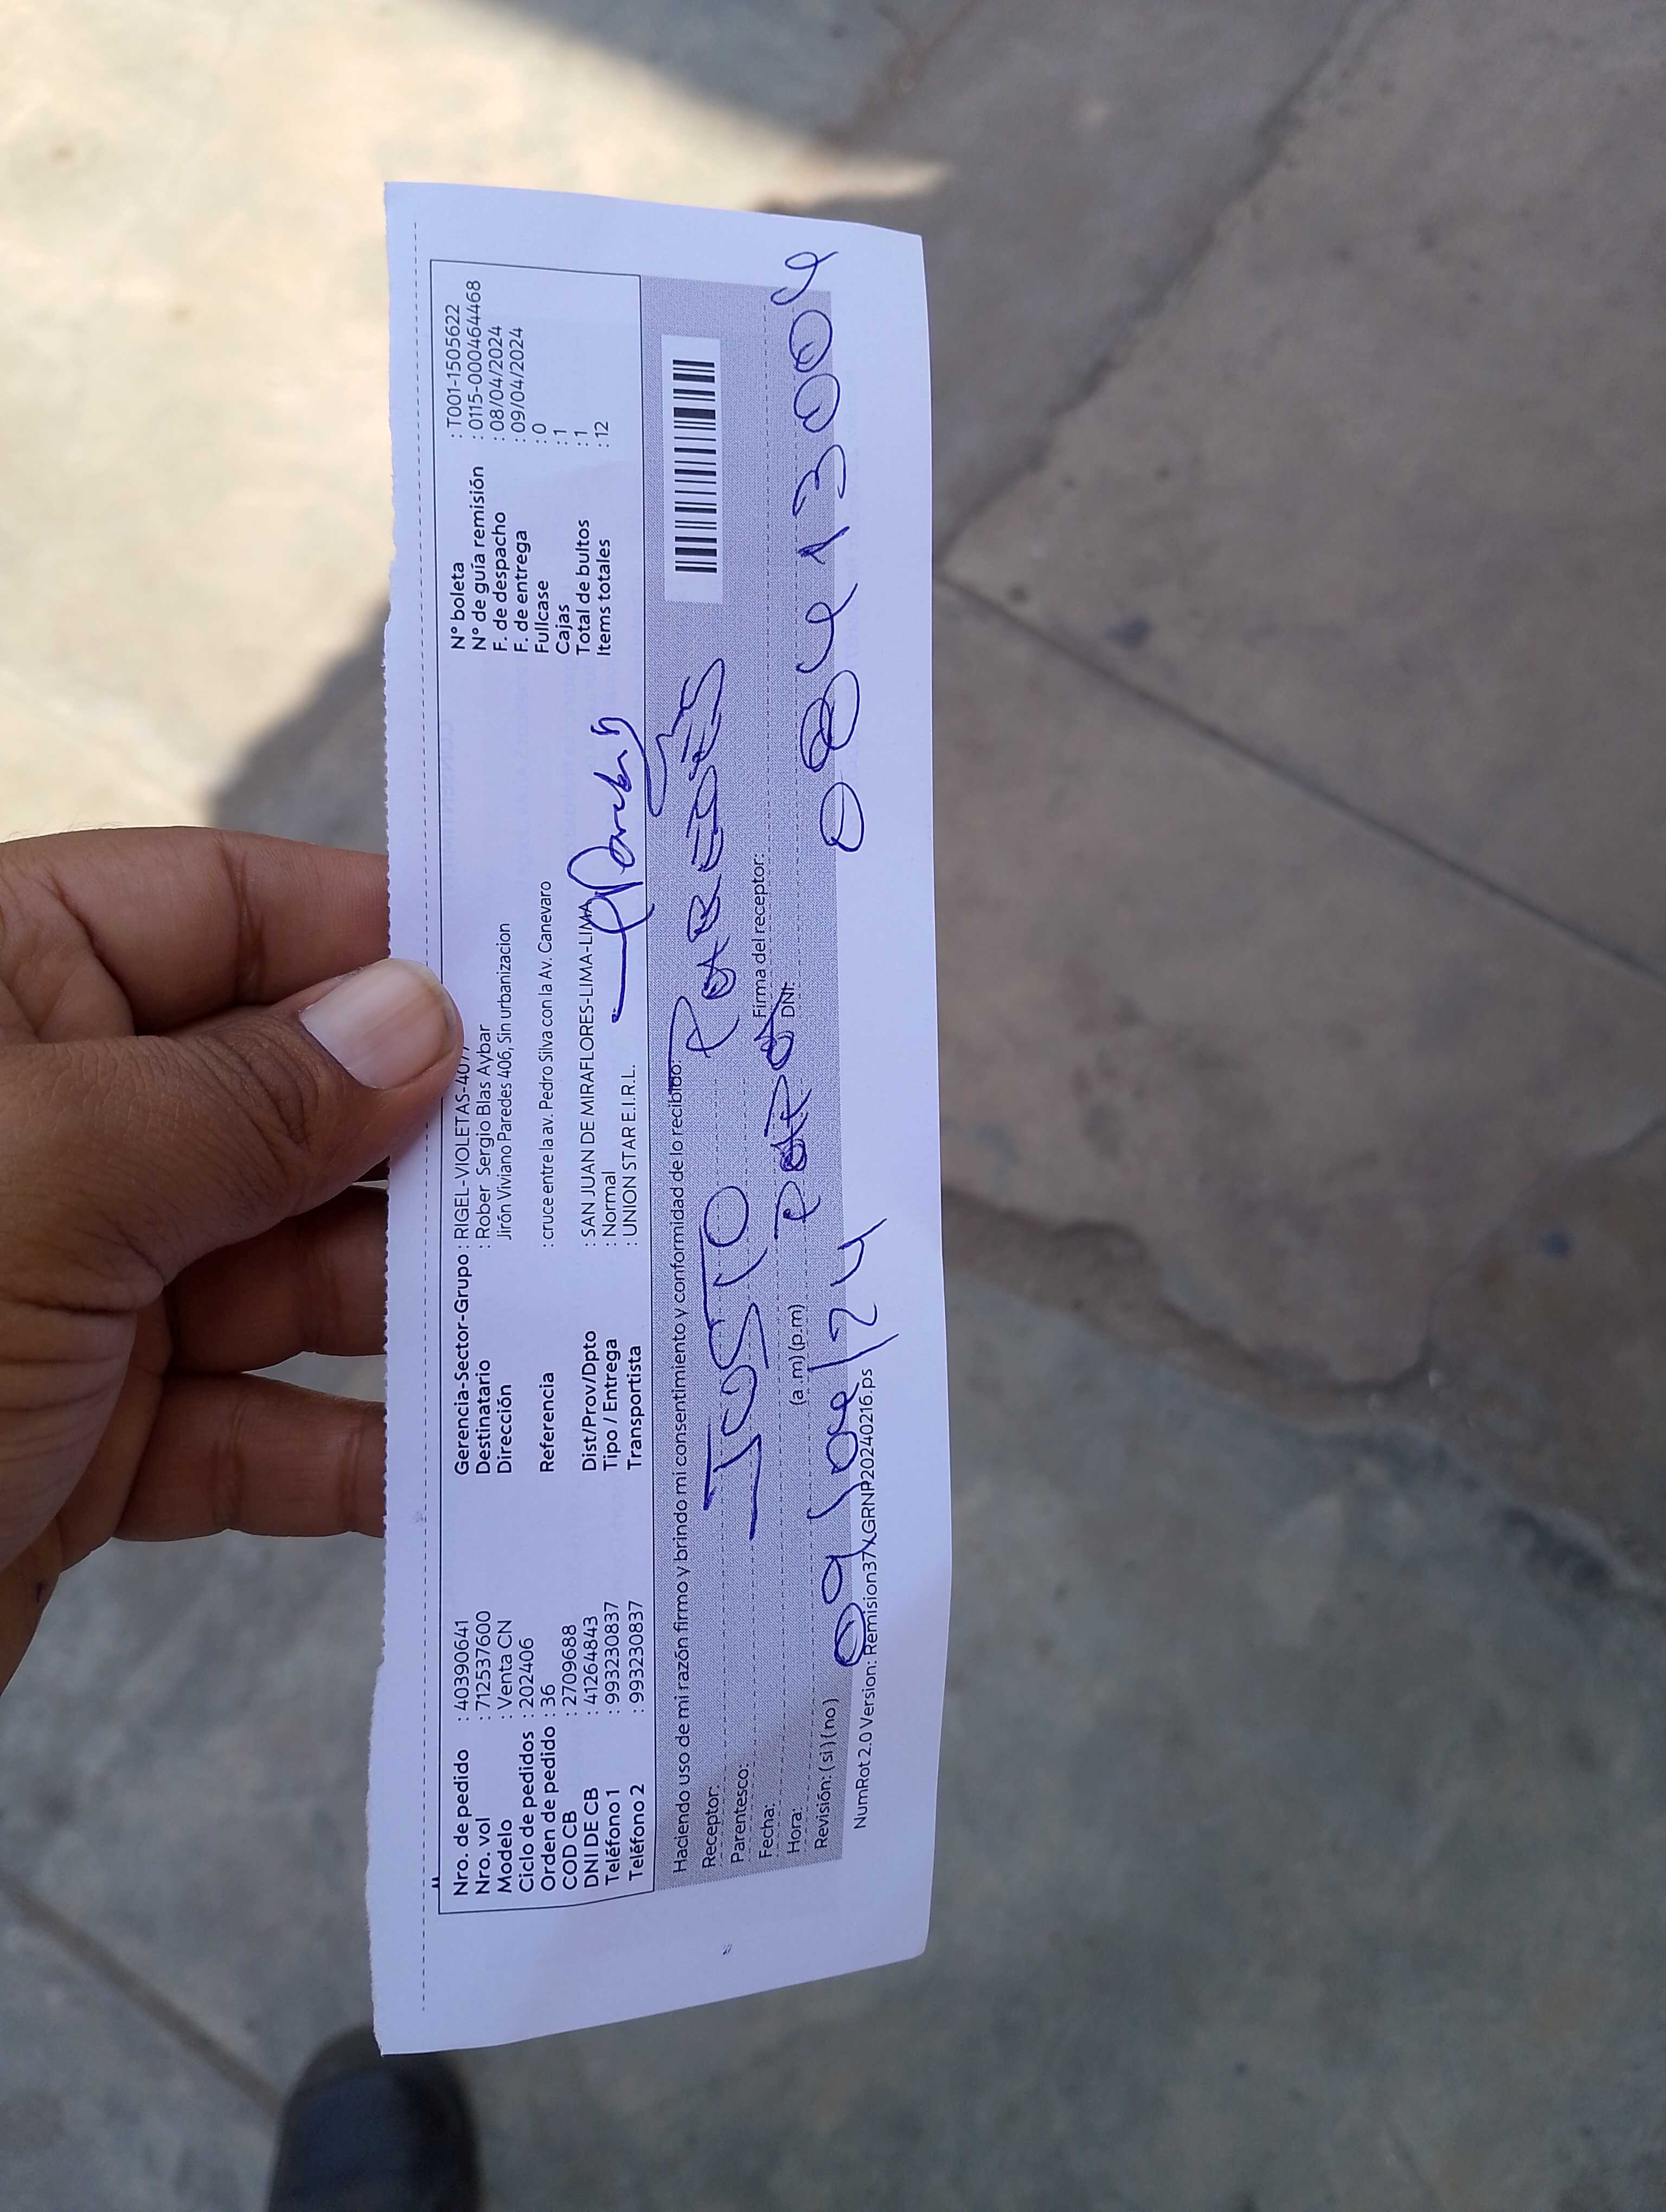 Nro. de pedido : 40390641
Nro. vol : 712537600
Modelo : Venta CN
Ciclo de pedidos : 202406
Orden de pedido : 36
COD CB : 2709688
DNI DE CB : 41264843
Teléfono 1 : 993230837
Teléfono 2 : 993230837
Gerencia-Sector-Grupo : RIGEL-VIOLETAS-4077
Destinatario : Rober Sergio Blas Aybar
Dirección Jirón Viviano Paredes 406, Sin urbanizacion
Referencia : cruce entre la av. Pedro Silva con la Av. Canevaro
Dist/Prov/Dpto : SAN JUAN DE MIRAFLORES-LIMA-LIMA
Tipo / Entrega : Normal
Transportista : UNION STAR E.I.R.L.
N° boleta : T001-1505622
N° de guía remisión : 0115-000464468
F. de despacho : 08/04/2024
F. de entrega : 09/04/2024
Fullcase : 0
Cajas : 1
Total de bultos : 1
Items totales : 12
Haciendo uso de mi razón firmo y brindo mi consentimiento y conformidad de lo recibido:
Receptor: JUSTO PAREDES
Parentesco:
Fecha: Firma del receptor:
Hora: (a.m) (p.m) DNI:
Revisión: ( si ) ( no ) 09/04/24 08413004
NumRot 2.0 Version: Remision37XGRNP20240216.ps